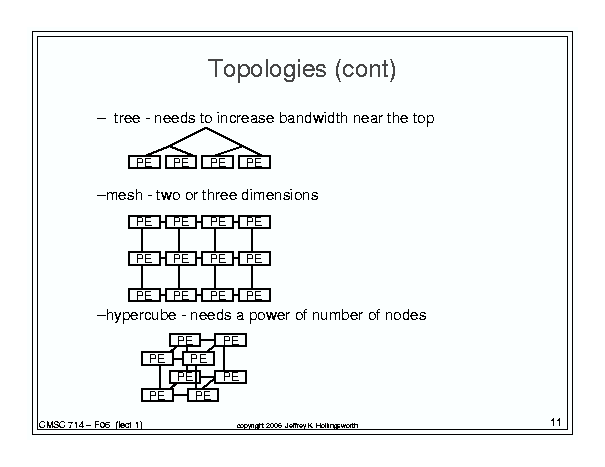 Topologies (cont)
– tree - needs to increase bandwidth near the top
PE PE PE PE
–mesh - two or three dimensions
PE PE PE PE
PE PE PE PE
PE PE PE PE
–hypercube - needs a power of number of nodes
PE PE
PE PE
PE PE
PE PE
CMSC 714 – F06 (lect 1)
copyright 2006 Jeffrey K. Hollingsworth
11